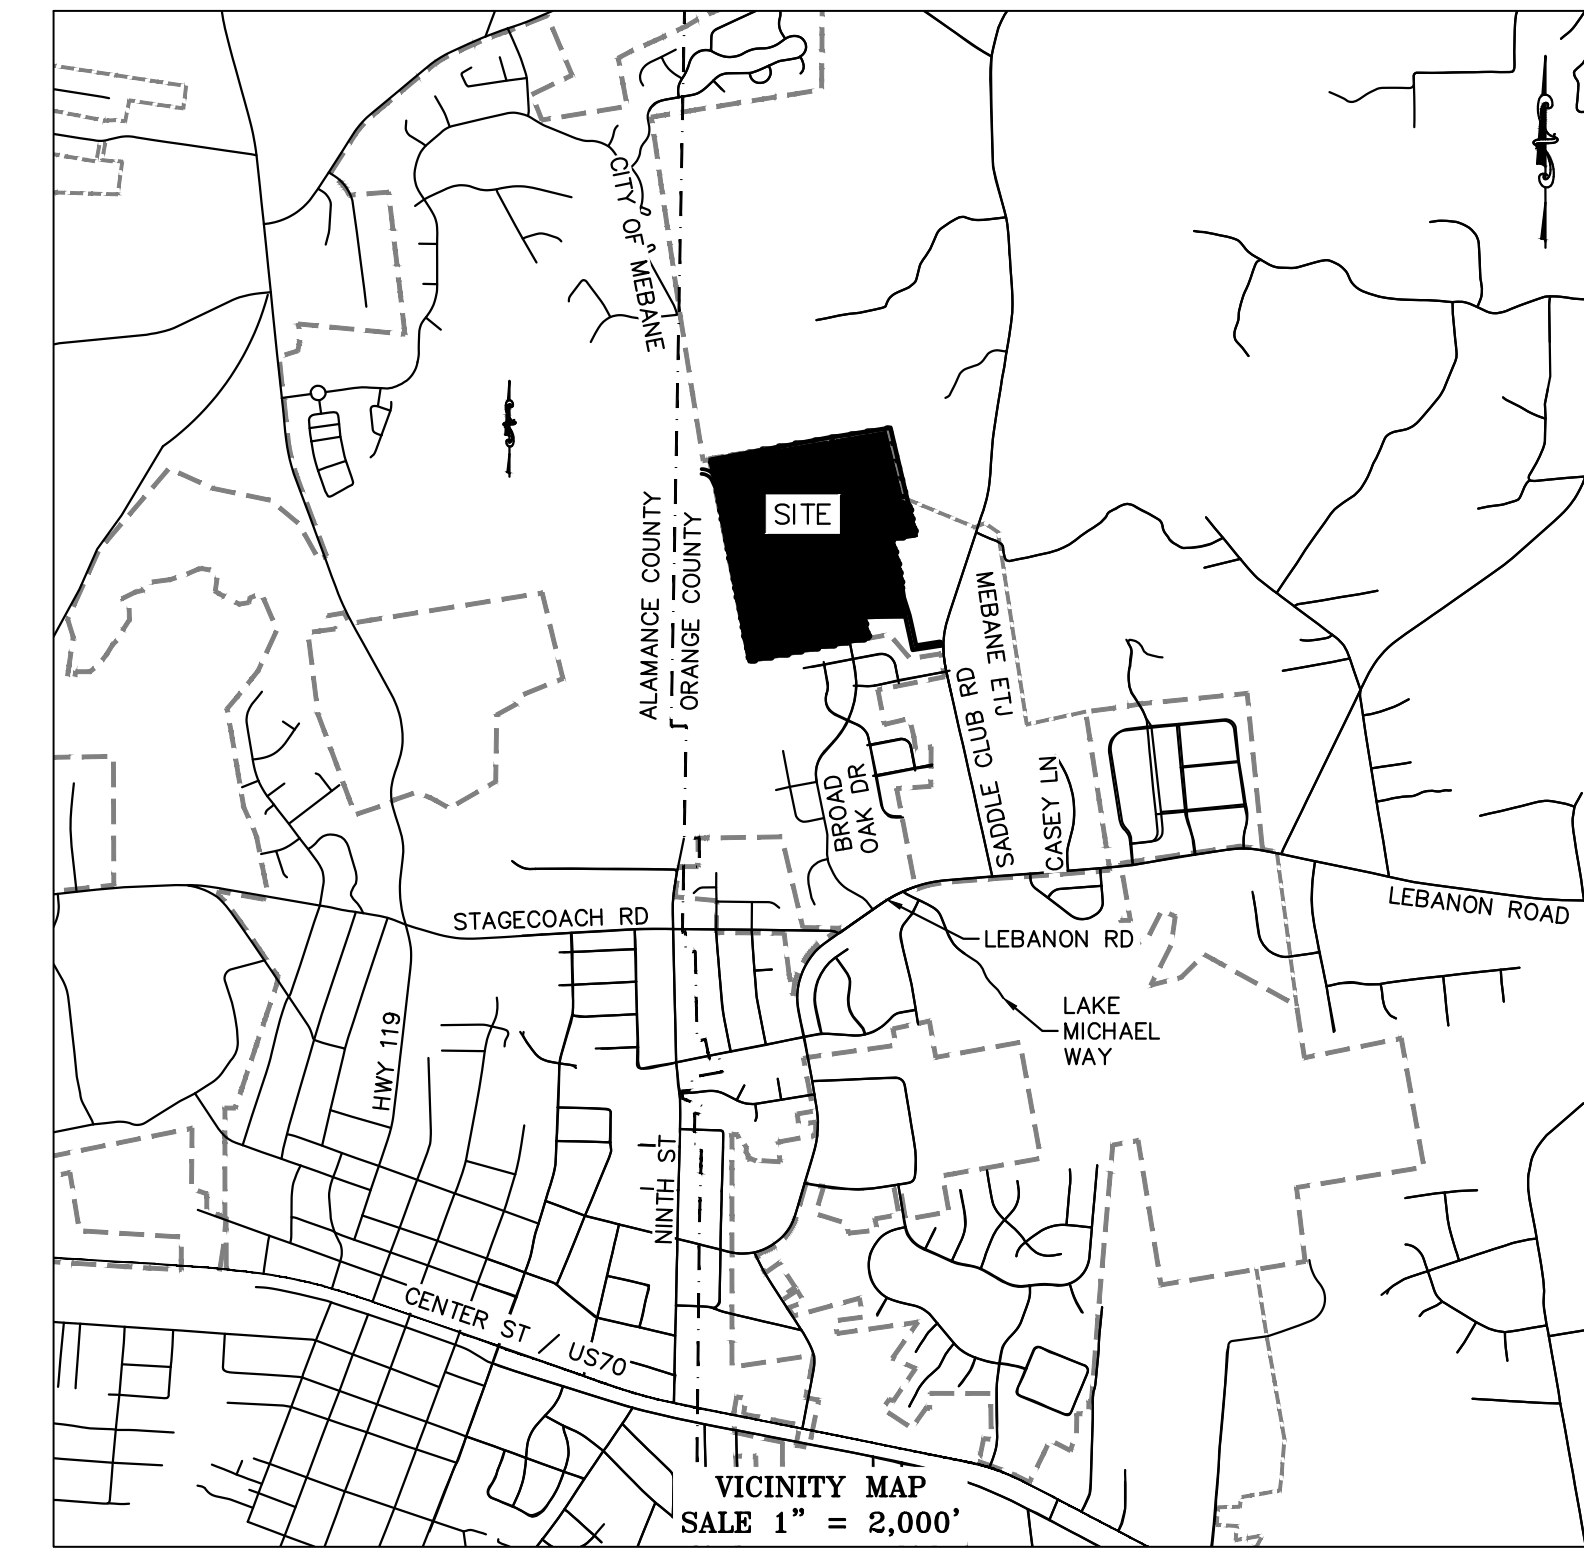 CITY OF MEBANE
SITE
ALAMANCE COUNTY
ORANGE COUNTY
MEBANE ETJ
SADDLE CLUB RD
CASEY LN
BROAD
OAK DR
LEBANON ROAD
STAGECOACH RD
LEBANON RD
LAKE
MICHAEL
WAY
HWY 119
NINTH ST
CENTER ST / US70
VICINITY MAP
SALE 1" = 2,000'